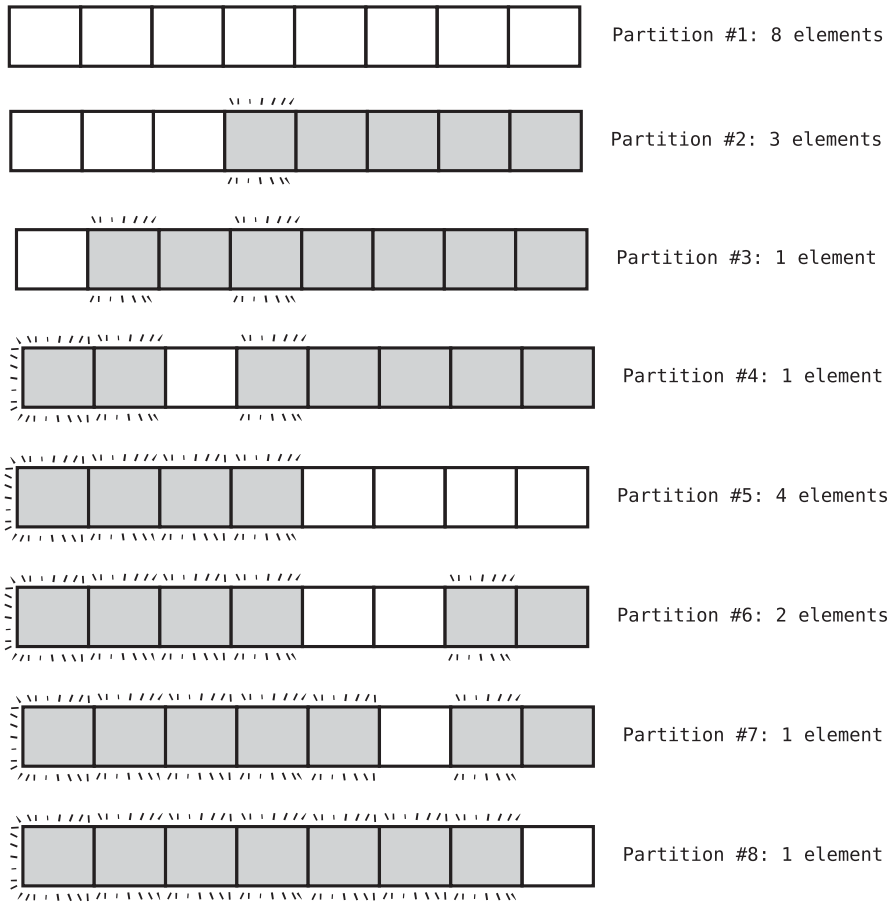 Partition #1: 8 elements
Partition #2: 3 elements
Partition #3: 1 element
Partition #4: 1 element
Partition #5: 4 elements
Partition #6: 2 elements
Partition #7: 1 element
Partition #8: 1 element